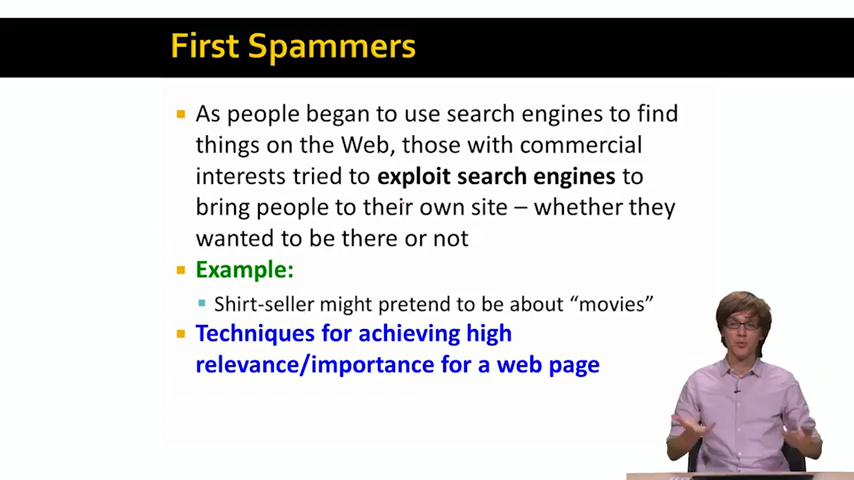 First Spammers
As people began to use search engines to find
things on the Web, those with commercial
interests tried to exploit search engines to
bring people to their own site – whether they
wanted to be there or not
Example:
Shirt-seller might pretend to be about “movies”
Techniques for achieving high
relevance/importance for a web page